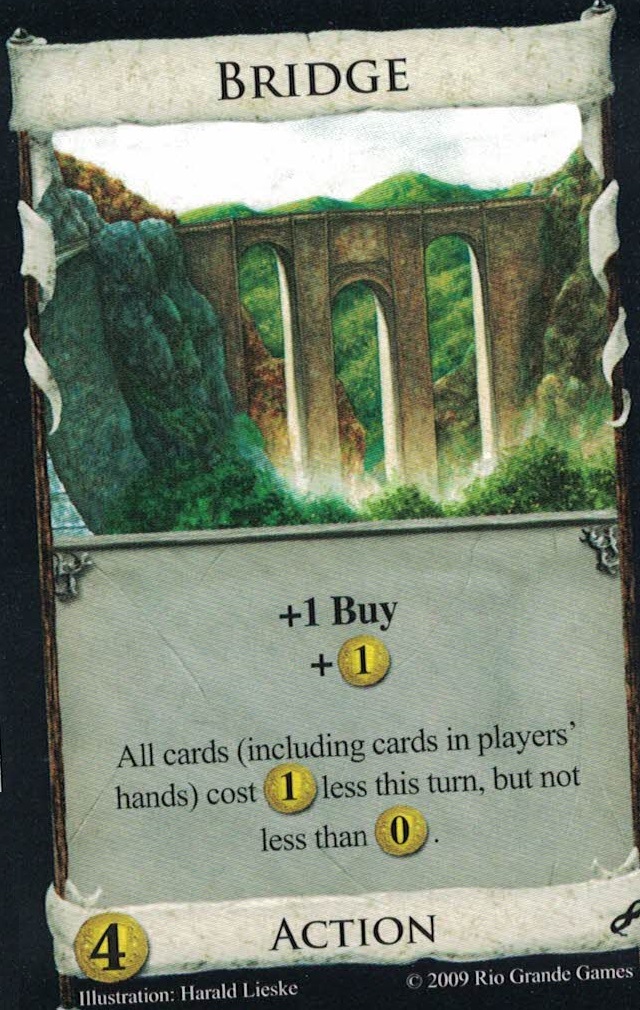 BRIDGE
+1 Buy
+1
All cards (including cards in players'
hands) cost 1 less this turn, but not
less than 0.
4 ACTION
Illustration: Harald Lieske © 2009 Rio Grande Games